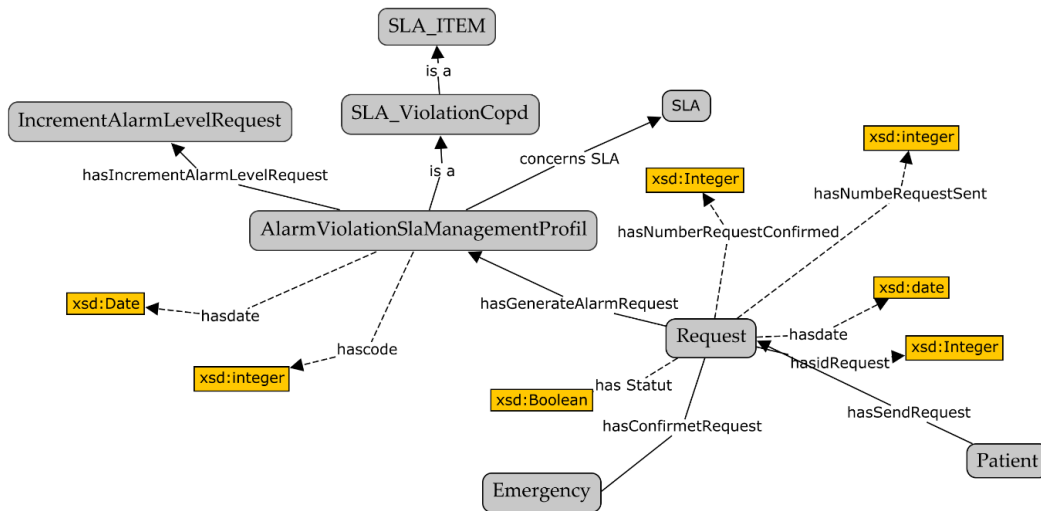 SLA_ITEM
is a
IncrementAlarmLevelRequest
SLA_ViolationCopd
SLA
xsd:integer
concerns SLA
is a
hasIncrementAlarmLevelRequest
xsd:Integer
hasNumbeRequestSent
AlarmViolationSlaManagementProfil
hasNumberRequestConfirmed
xsd:Date
hasdate
hasGenerateAlarmRequest
xsd:date
Request
hasdate
hascode
xsd:Integer
hasidRequest
xsd:integer
has Statut
xsd:Boolean
hasSendRequest
hasConfirmetRequest
Patient
Emergency